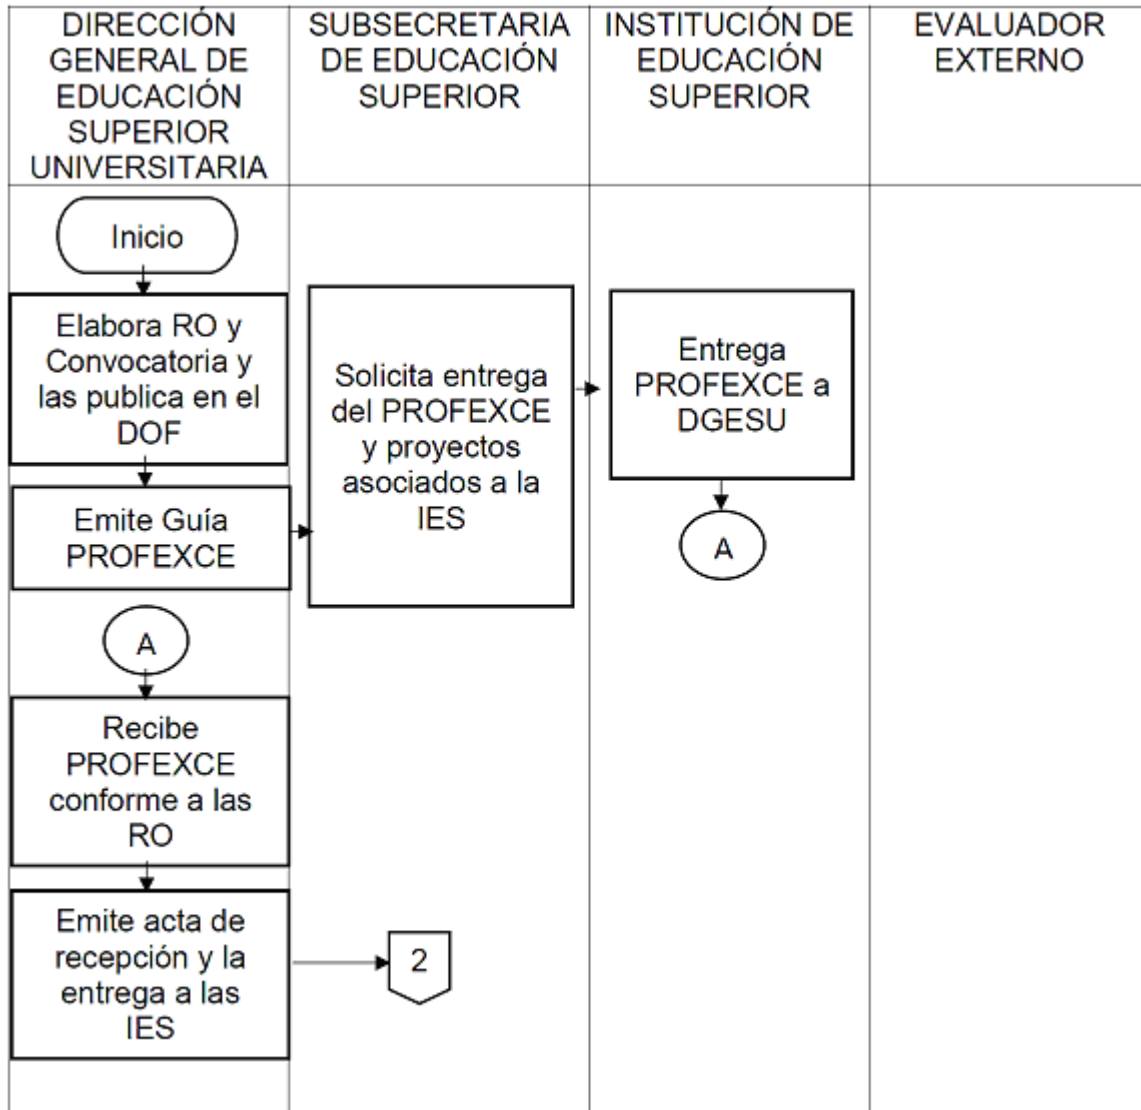 DIRECCIÓN
GENERAL DE
EDUCACIÓN
SUPERIOR
UNIVERSITARIA
SUBSECRETARIA
DE EDUCACIÓN
SUPERIOR
INSTITUCIÓN DE
EDUCACIÓN
SUPERIOR
EVALUADOR
EXTERNO
Inicio
Elabora RO y
Convocatoria y
las publica en el
DOF
Emite Guía
PROFEXCE
Solicita entrega
del PROFEXCE
y proyectos
asociados a la
IES
Entrega
PROFEXCE a
DGESU
A
A
Recibe
PROFEXCE
conforme a las
RO
Emite acta de
recepción y la
entrega a las
IES
2